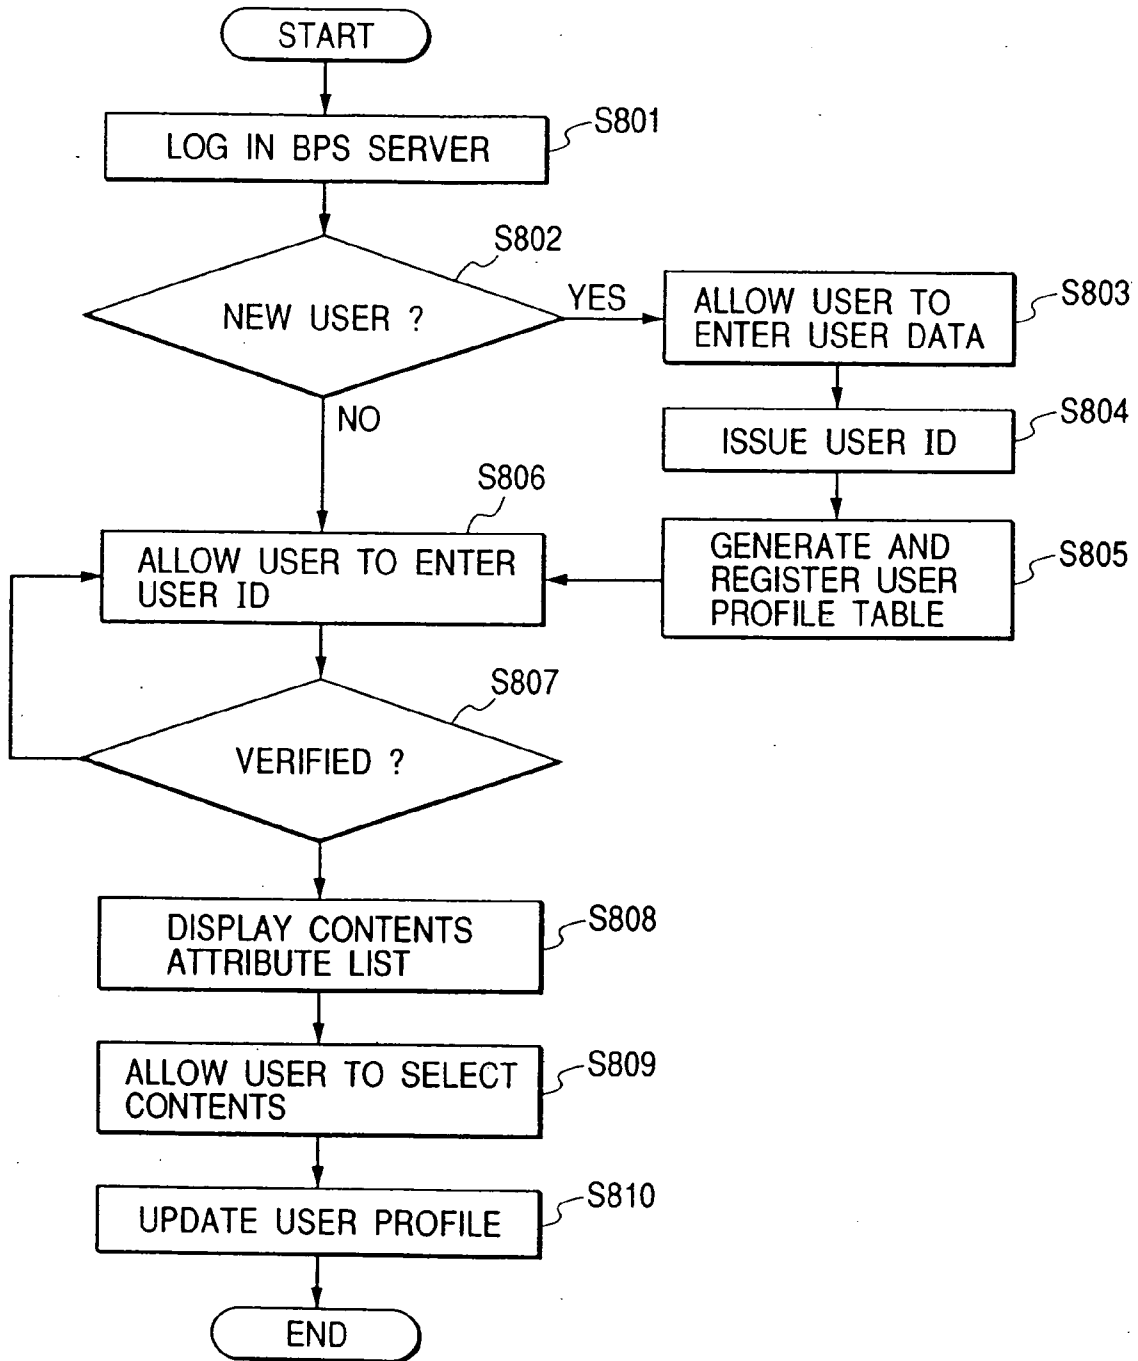 START
LOG IN BPS SERVER
S801
NEW USER ?
S802
YES
NO
ALLOW USER TO
ENTER USER DATA
S803
ISSUE USER ID
S804
GENERATE AND
REGISTER USER
PROFILE TABLE
S805
ALLOW USER TO ENTER
USER ID
S806
VERIFIED ?
S807
DISPLAY CONTENTS
ATTRIBUTE LIST
S808
ALLOW USER TO SELECT
CONTENTS
S809
UPDATE USER PROFILE
S810
END